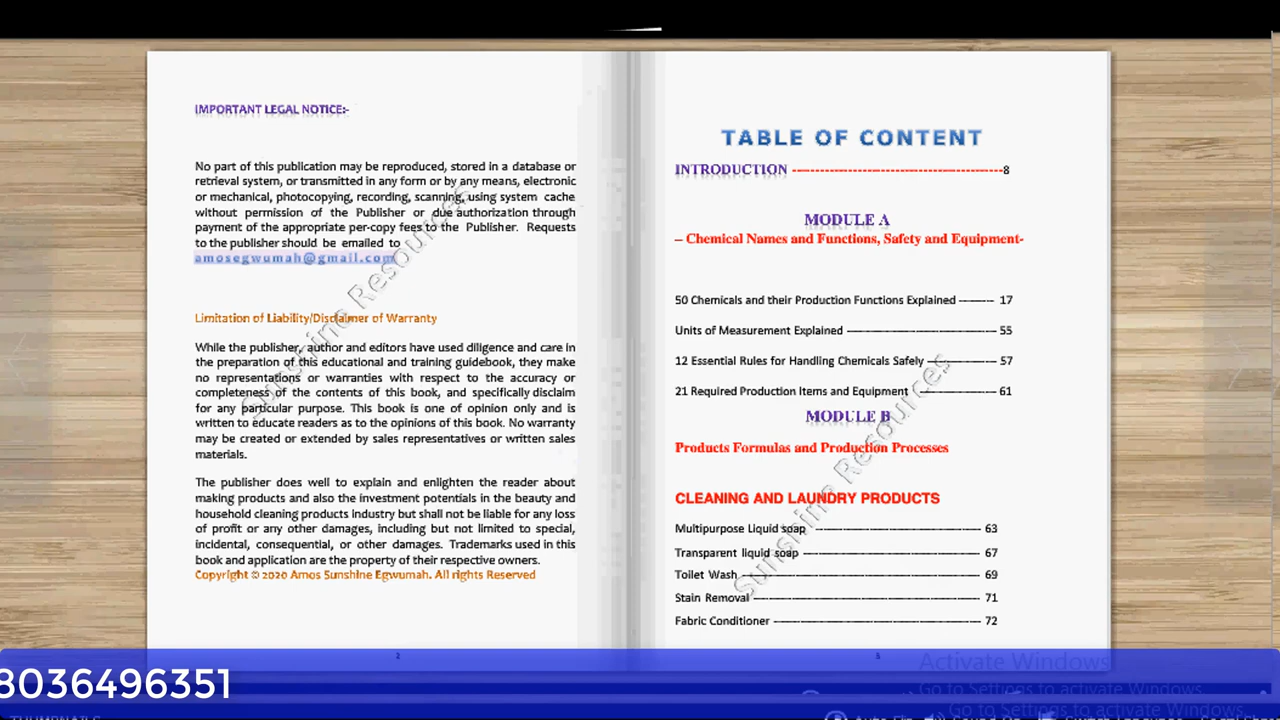 IMPORTANT LEGAL NOTICE:-
No part of this publication may be reproduced, stored in a database or
retrieval system, or transmitted in any form or by any means, electronic
or mechanical, photocopying, recording, scanning, using system cache
without permission of the Publisher or due authorization through
payment of the appropriate per-copy fees to the Publisher. Requests
to the publisher should be emailed to
amosegwumah@gmail.com
Limitation of Liability/Disclaimer of Warranty
While the publisher, author and editors have used diligence and care in
the preparation of this educational and training guidebook, they make
no representations or warranties with respect to the accuracy or
completeness of the contents of this book, and specifically disclaim
for any particular purpose. This book is one of opinion only and is
written to educate readers as to the opinions of this book. No warranty
may be created or extended by sales representatives or written sales
materials.
The publisher does well to explain and enlighten the reader about
making products and also the investment potentials in the beauty and
household cleaning products industry but shall not be liable for any loss
of profit or any other damages, including but not limited to special,
incidental, consequential, or other damages. Trademarks used in this
book and application are the property of their respective owners.
Copyright © 2020 Amos Sunshine Egwumah. All rights Reserved
Sunshine Resources
2
TABLE OF CONTENT
INTRODUCTION ------------------------------------------8
MODULE A
– Chemical Names and Functions, Safety and Equipment-
50 Chemicals and their Production Functions Explained ——— 17
Units of Measurement Explained ———————————— 55
12 Essential Rules for Handling Chemicals Safely —————— 57
21 Required Production Items and Equipment ——————— 61
MODULE B
Products Formulas and Production Processes
CLEANING AND LAUNDRY PRODUCTS
Multipurpose Liquid soap ———————————— 63
Transparent liquid soap ————————————— 67
Toilet Wash ———————————————— 69
Stain Removal ——————————————— 71
Fabric Conditioner —————————————— 72
Sunshine Resources
8036496351
Activate Windows
Go to Settings to activate Windows.
Go to Settings to activate Windows.